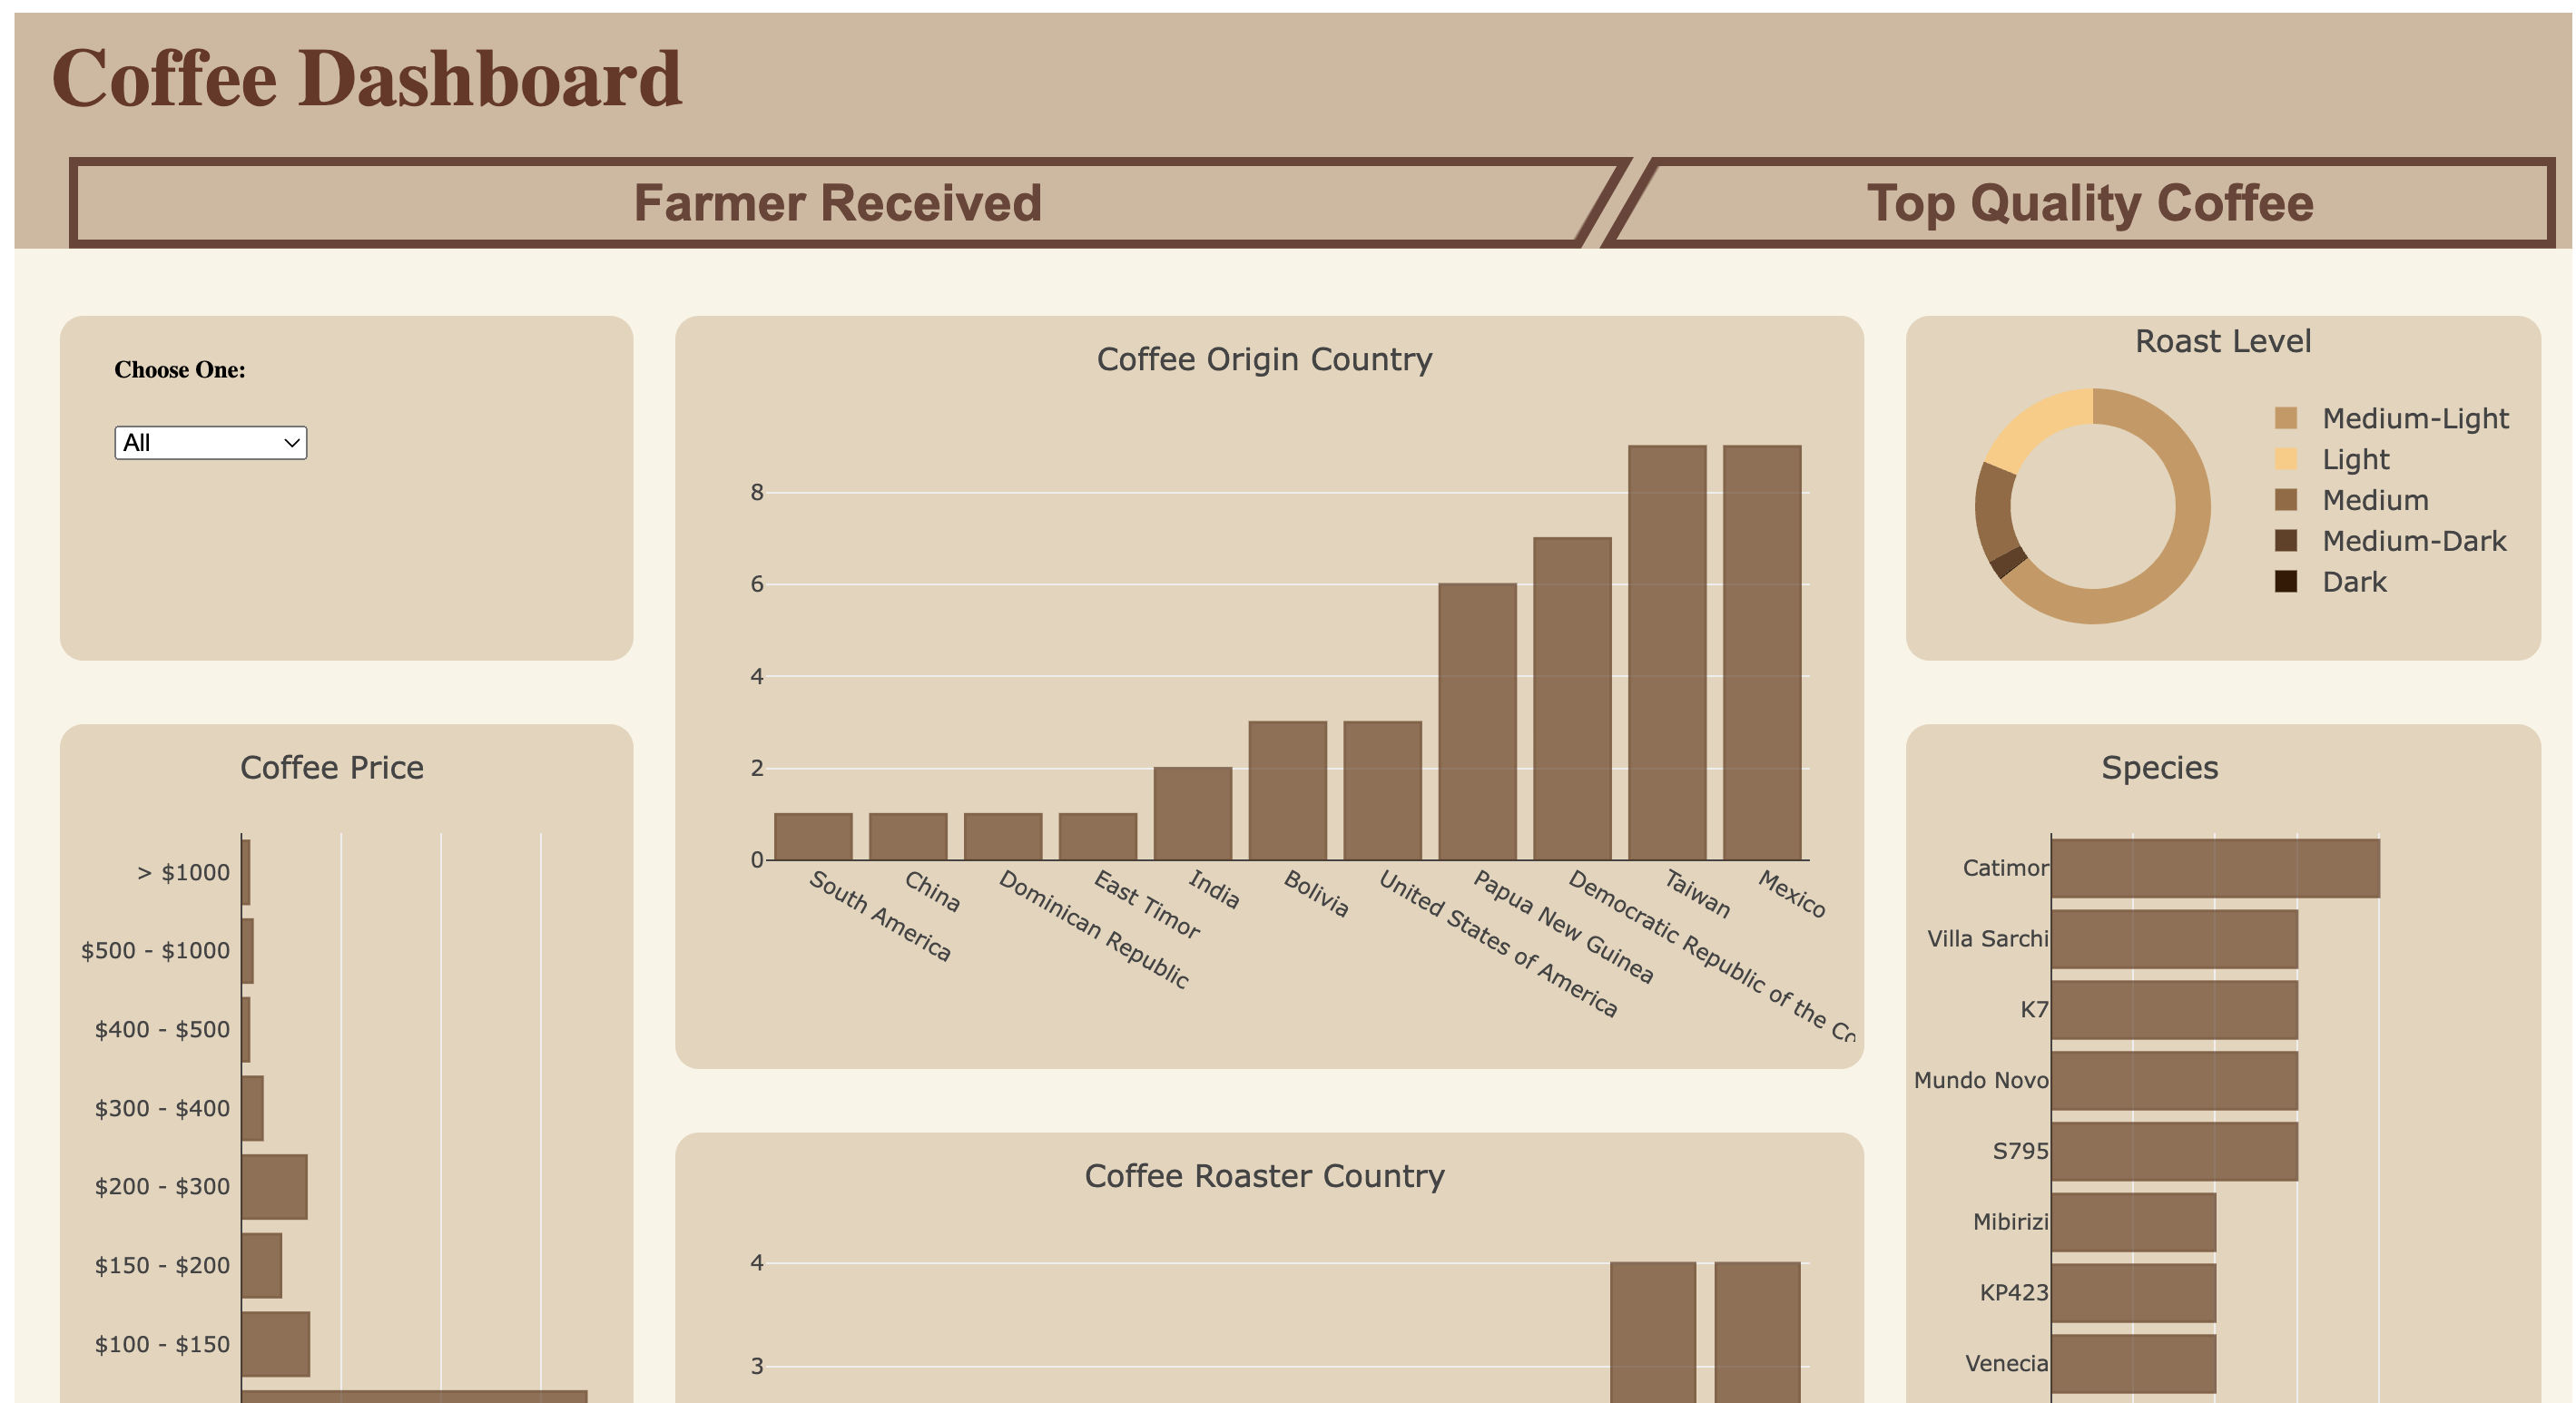 Coffee Dashboard
Farmer Received
Top Quality Coffee
Choose One:
All
Coffee Origin Country
8
6
4
2
0
South America
China
Dominican Republic
East Timor
India
Bolivia
United States of America
Papua New Guinea
Democratic Republic of the Co
Taiwan
Mexico
Roast Level
Medium-Light
Light
Medium
Medium-Dark
Dark
Coffee Price
> $1000
$500 - $1000
$400 - $500
$300 - $400
$200 - $300
$150 - $200
$100 - $150
Coffee Roaster Country
4
3
Species
Catimor
Villa Sarchi
K7
Mundo Novo
S795
Mibirizi
KP423
Venecia